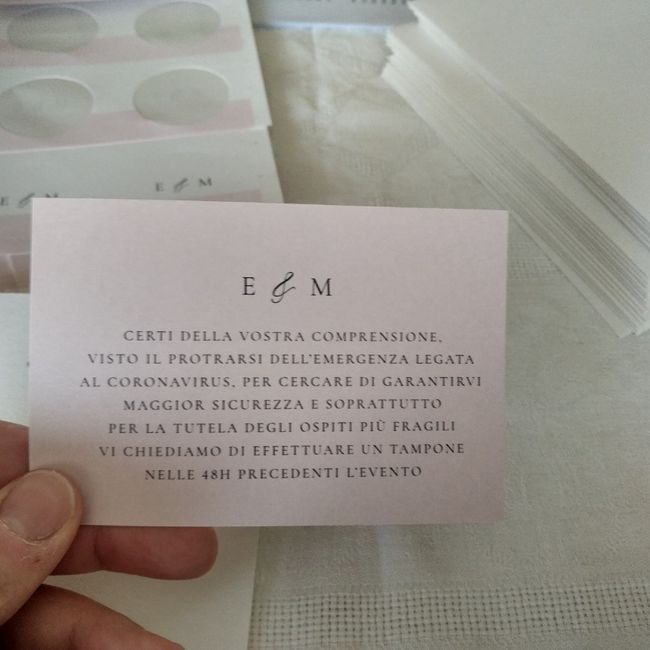 E & M
E & M
E & M
CERTI DELLA VOSTRA COMPRENSIONE,
VISTO IL PROTRARSI DELL'EMERGENZA LEGATA
AL CORONAVIRUS, PER CERCARE DI GARANTIRVI
MAGGIOR SICUREZZA E SOPRATTUTTO
PER LA TUTELA DEGLI OSPITI PIÙ FRAGILI
VI CHIEDIAMO DI EFFETTUARE UN TAMPONE
NELLE 48H PRECEDENTI L'EVENTO